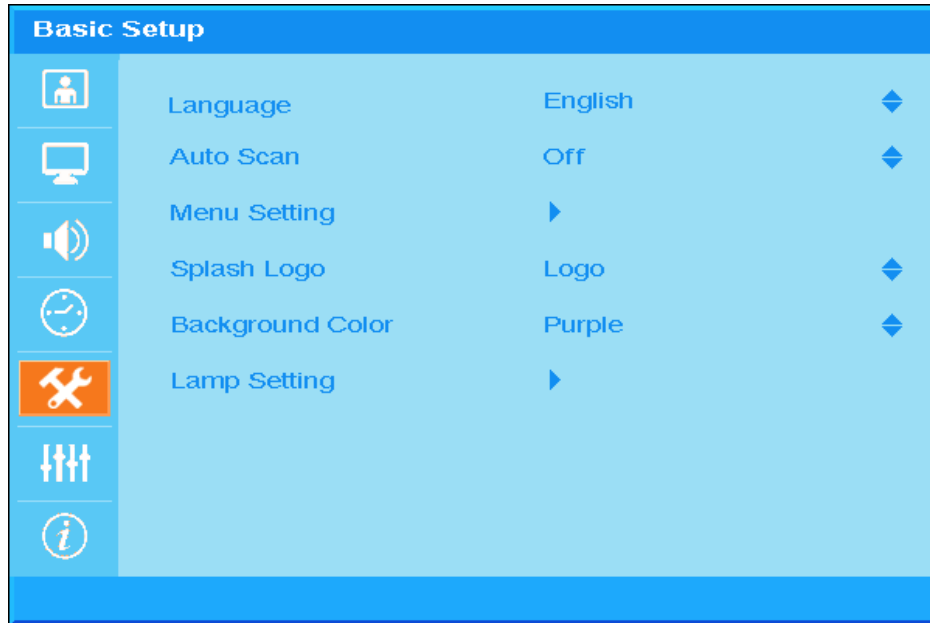 Basic Setup
Language English
Auto Scan Off
Menu Setting
Splash Logo Logo
Background Color Purple
Lamp Setting